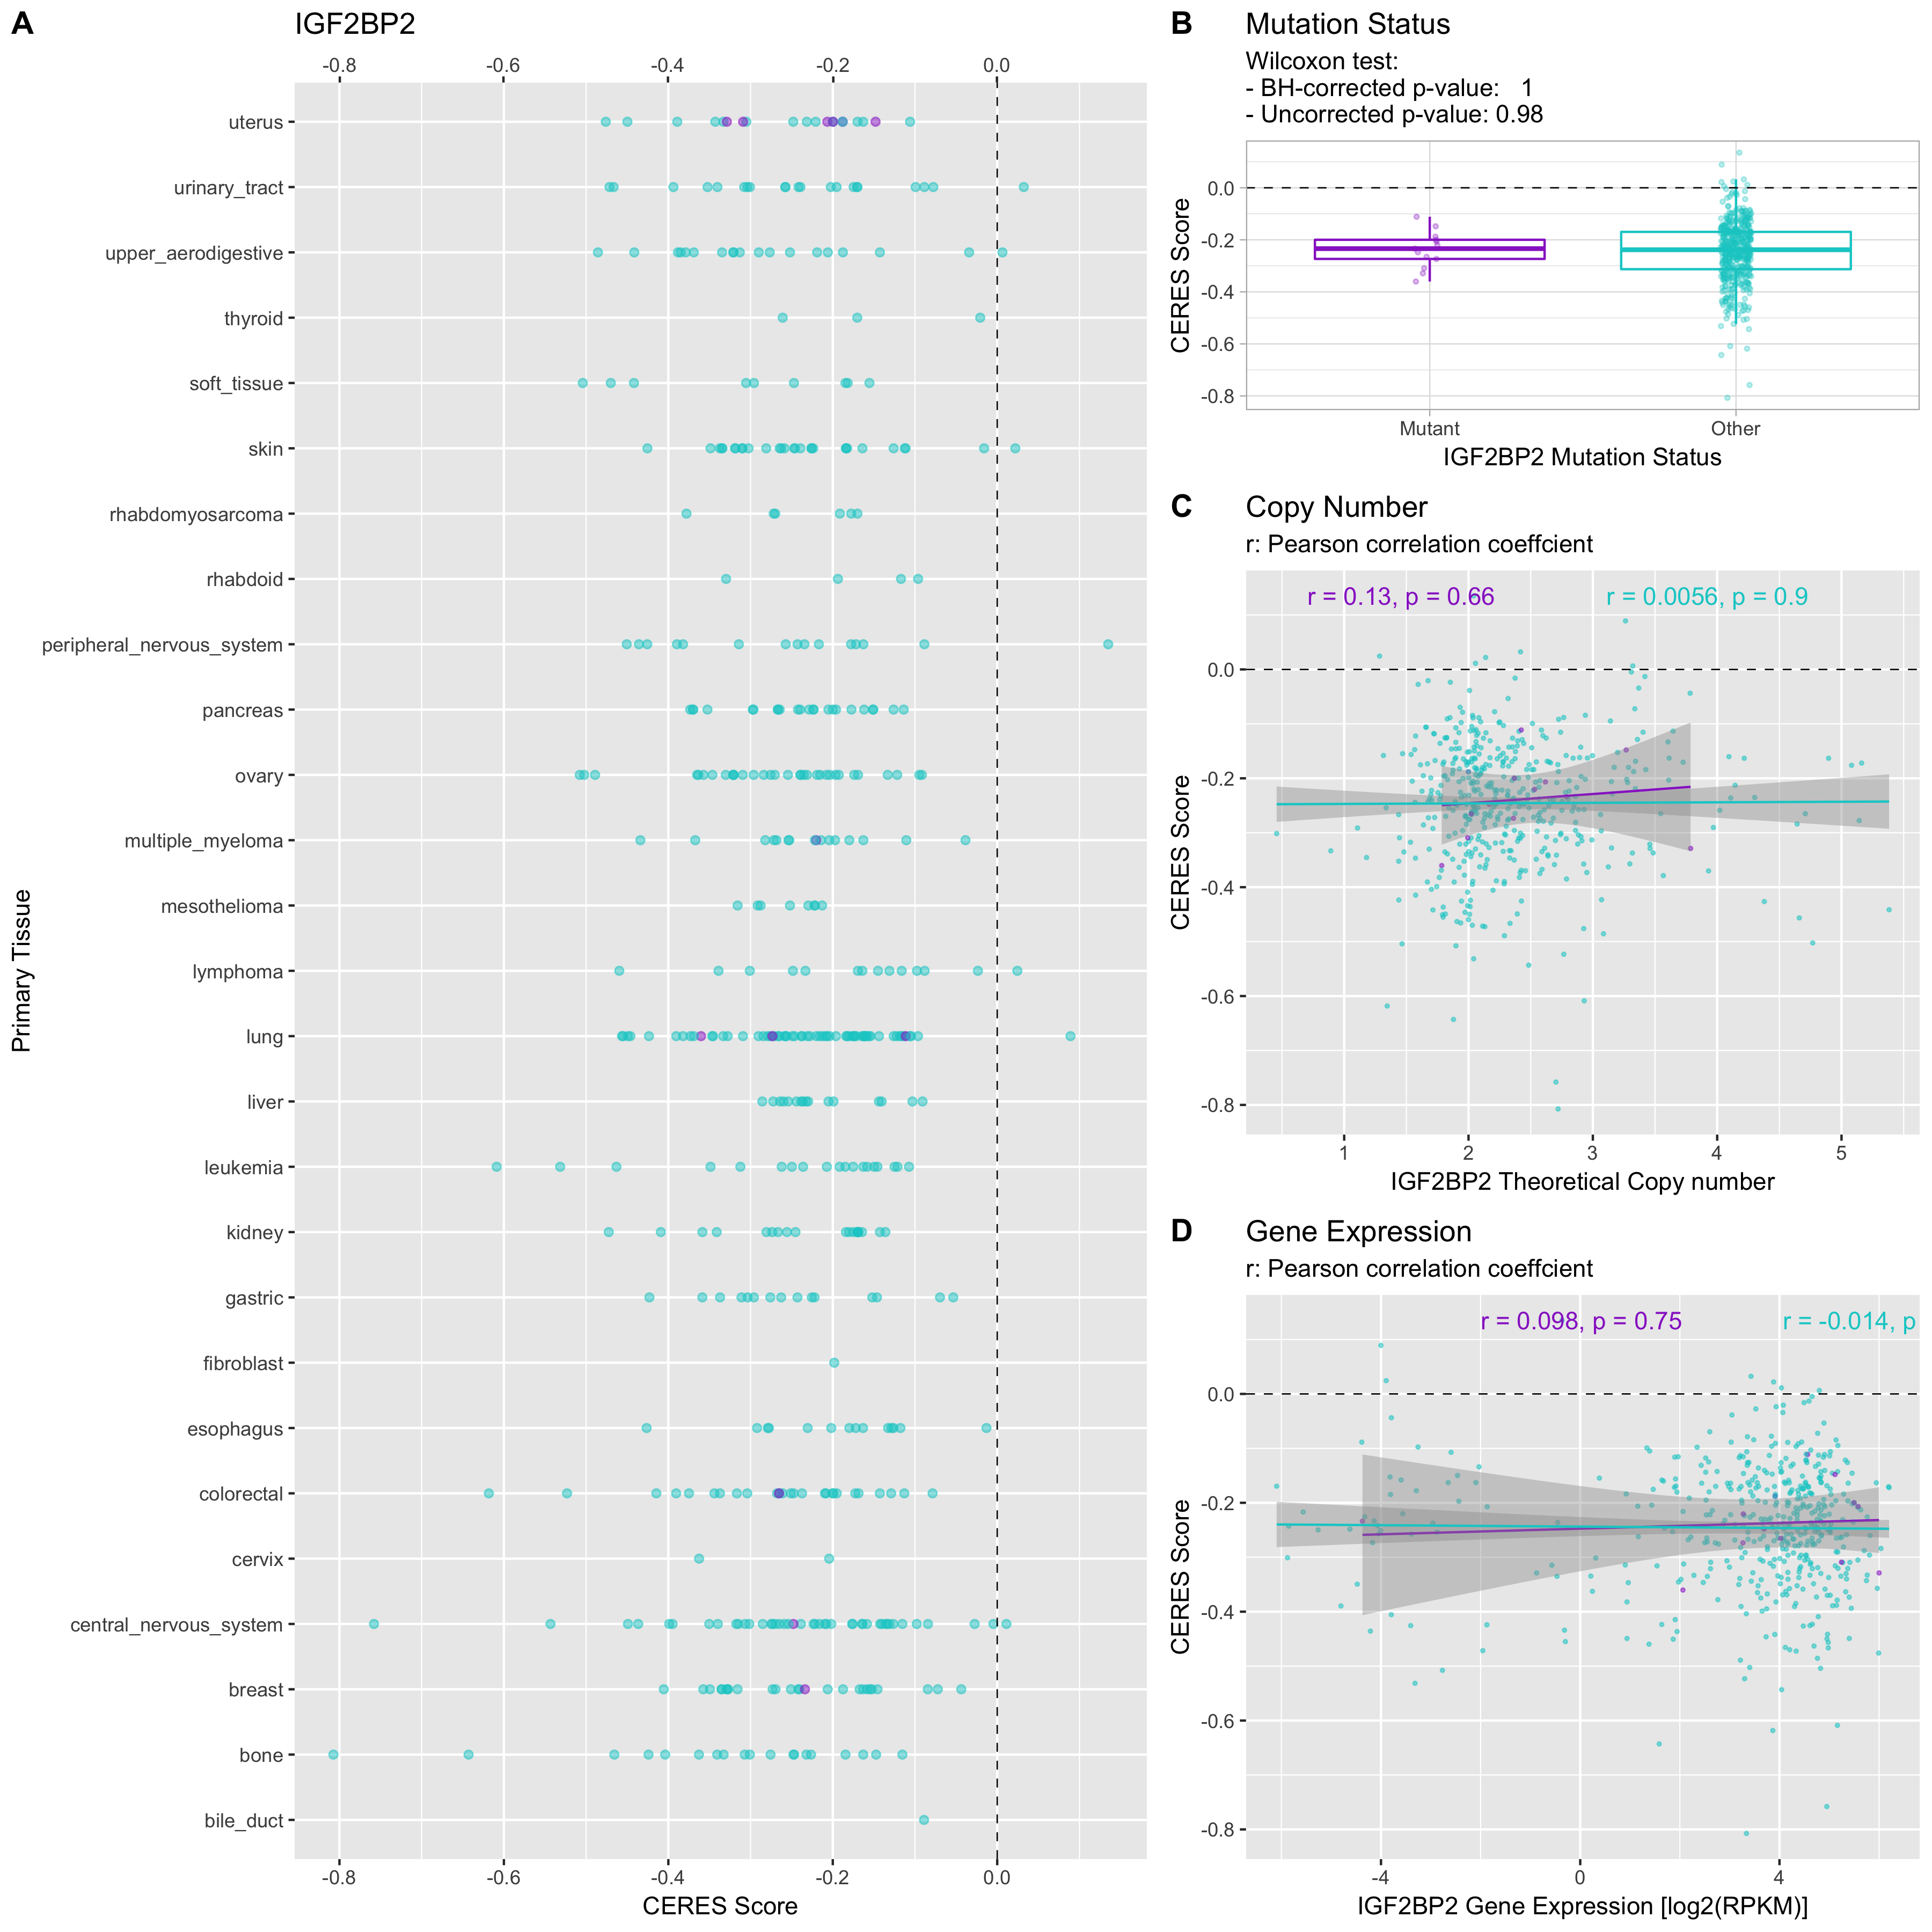 A
IGF2BP2
-0.8 -0.6 -0.4 -0.2 0.0
uterus
urinary_tract
upper_aerodigestive
thyroid
soft_tissue
skin
rhabdomyosarcoma
rhabdoid
peripheral_nervous_system
pancreas
ovary
multiple_myeloma
mesothelioma
lymphoma
lung
liver
leukemia
kidney
gastric
fibroblast
esophagus
colorectal
cervix
central_nervous_system
breast
bone
bile_duct
Primary Tissue
-0.8 -0.6 -0.4 -0.2 0.0
CERES Score
B
Mutation Status
Wilcoxon test:
- BH-corrected p-value: 1
- Uncorrected p-value: 0.98
0.0
-0.2
-0.4
-0.6
-0.8
CERES Score
Mutant Other
IGF2BP2 Mutation Status
C
Copy Number
r: Pearson correlation coeffcient
r = 0.13, p = 0.66 r = 0.0056, p = 0.9
0.0
-0.2
-0.4
-0.6
-0.8
CERES Score
1 2 3 4 5
IGF2BP2 Theoretical Copy number
D
Gene Expression
r: Pearson correlation coeffcient
r = 0.098, p = 0.75 r = -0.014, p
0.0
-0.2
-0.4
-0.6
-0.8
CERES Score
-4 0 4
IGF2BP2 Gene Expression [log2(RPKM)]